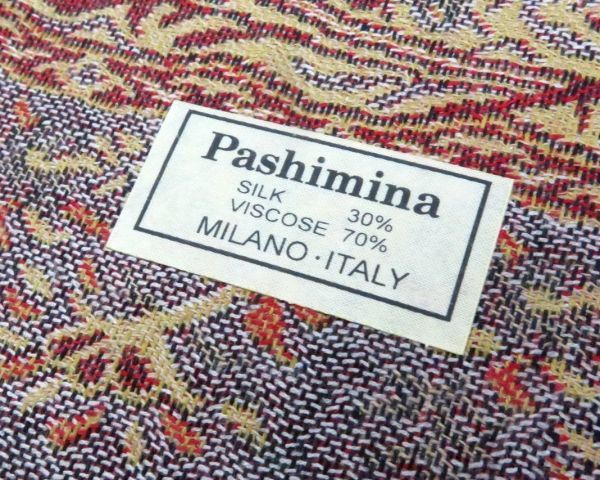 Pashimina
SILK 30%
VISCOSE 70%
MILANO·ITALY